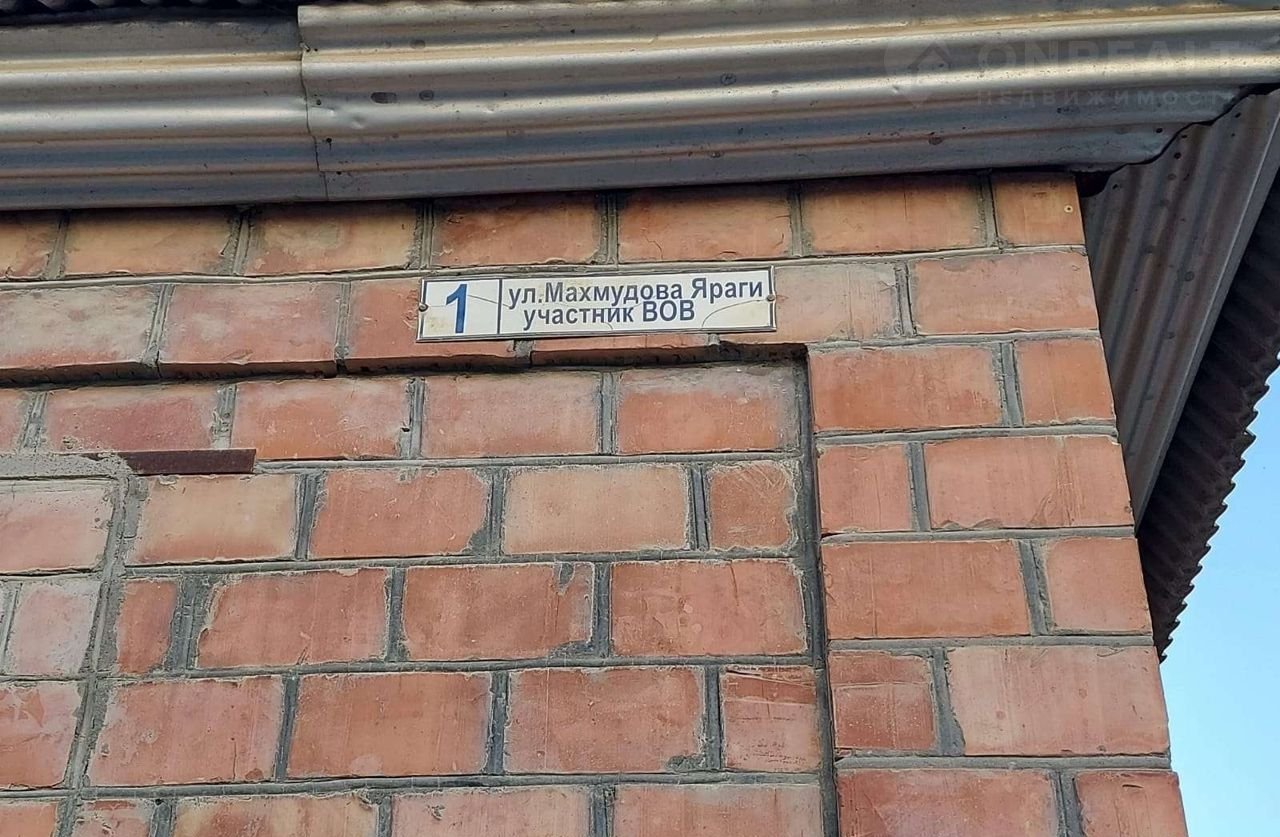 ONREALT
НЕДВИЖИМОСТЬ
1
ул.Махмудова Яраги
участник ВОВ